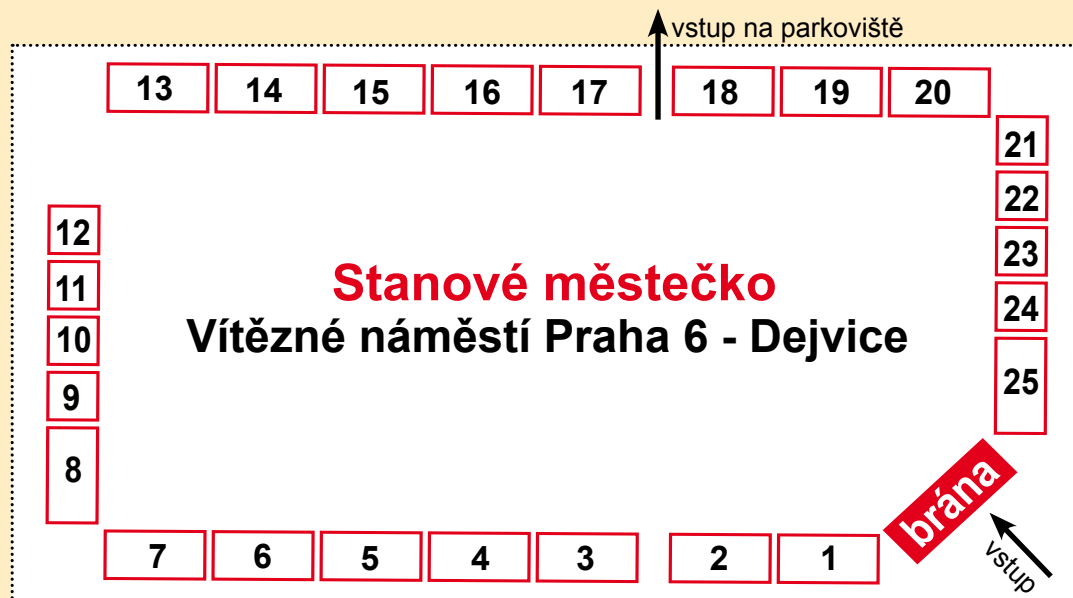 vstup na parkoviště
13 14 15 16 17 18 19 20
21
22
12
23
11
Stanové městečko
24
10
Vítězné náměstí Praha 6 - Dejvice
25
9
8
brána
vstup
7 6 5 4 3 2 1